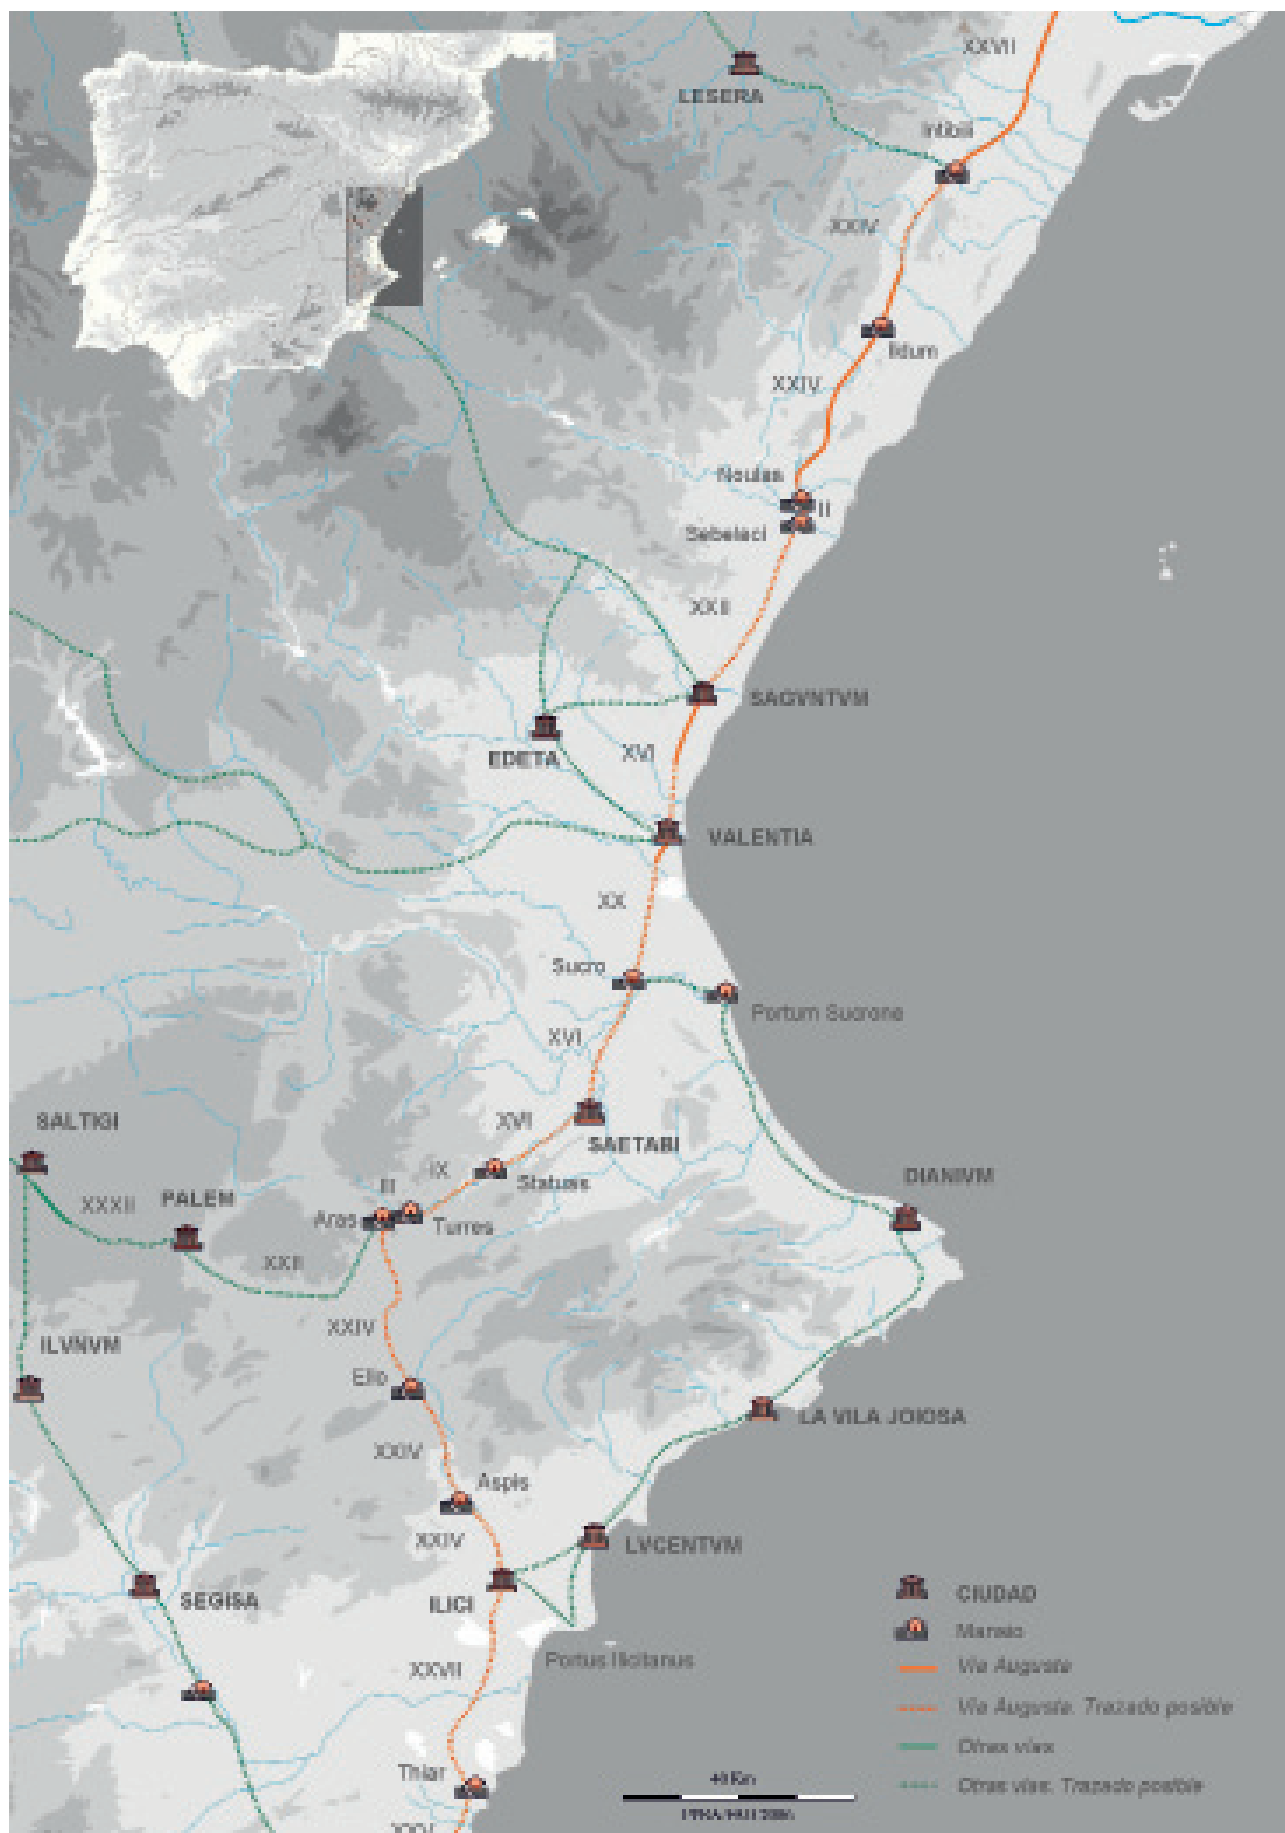 XXVII
LESERA
Intibili
XXIV
Ildum
XXIV
Noulas
II
Sebelaci
XXII
SAGVNTVM
XVI
EDETA
VALENTIA
XX
Sucro
Portum Sucrone
XVI
SALTIGI
XVI
SAETABI
IX
Statuas
DIANIVM
III
PALEM
XXXII
Aras
Turres
XXII
XXIV
ILVNVM
Ello
LA VILA JOIOSA
XXIV
Aspis
XXIV
LVCENTVM
SEGISA
ILICI
CIUDAD
Mansio
Portus Ilicitanus
XXVII
Via Augusta
Via Augusta. Trazado posible
Otras vías
Thiar
40 Km
Otras vías. Trazado posible
XXV